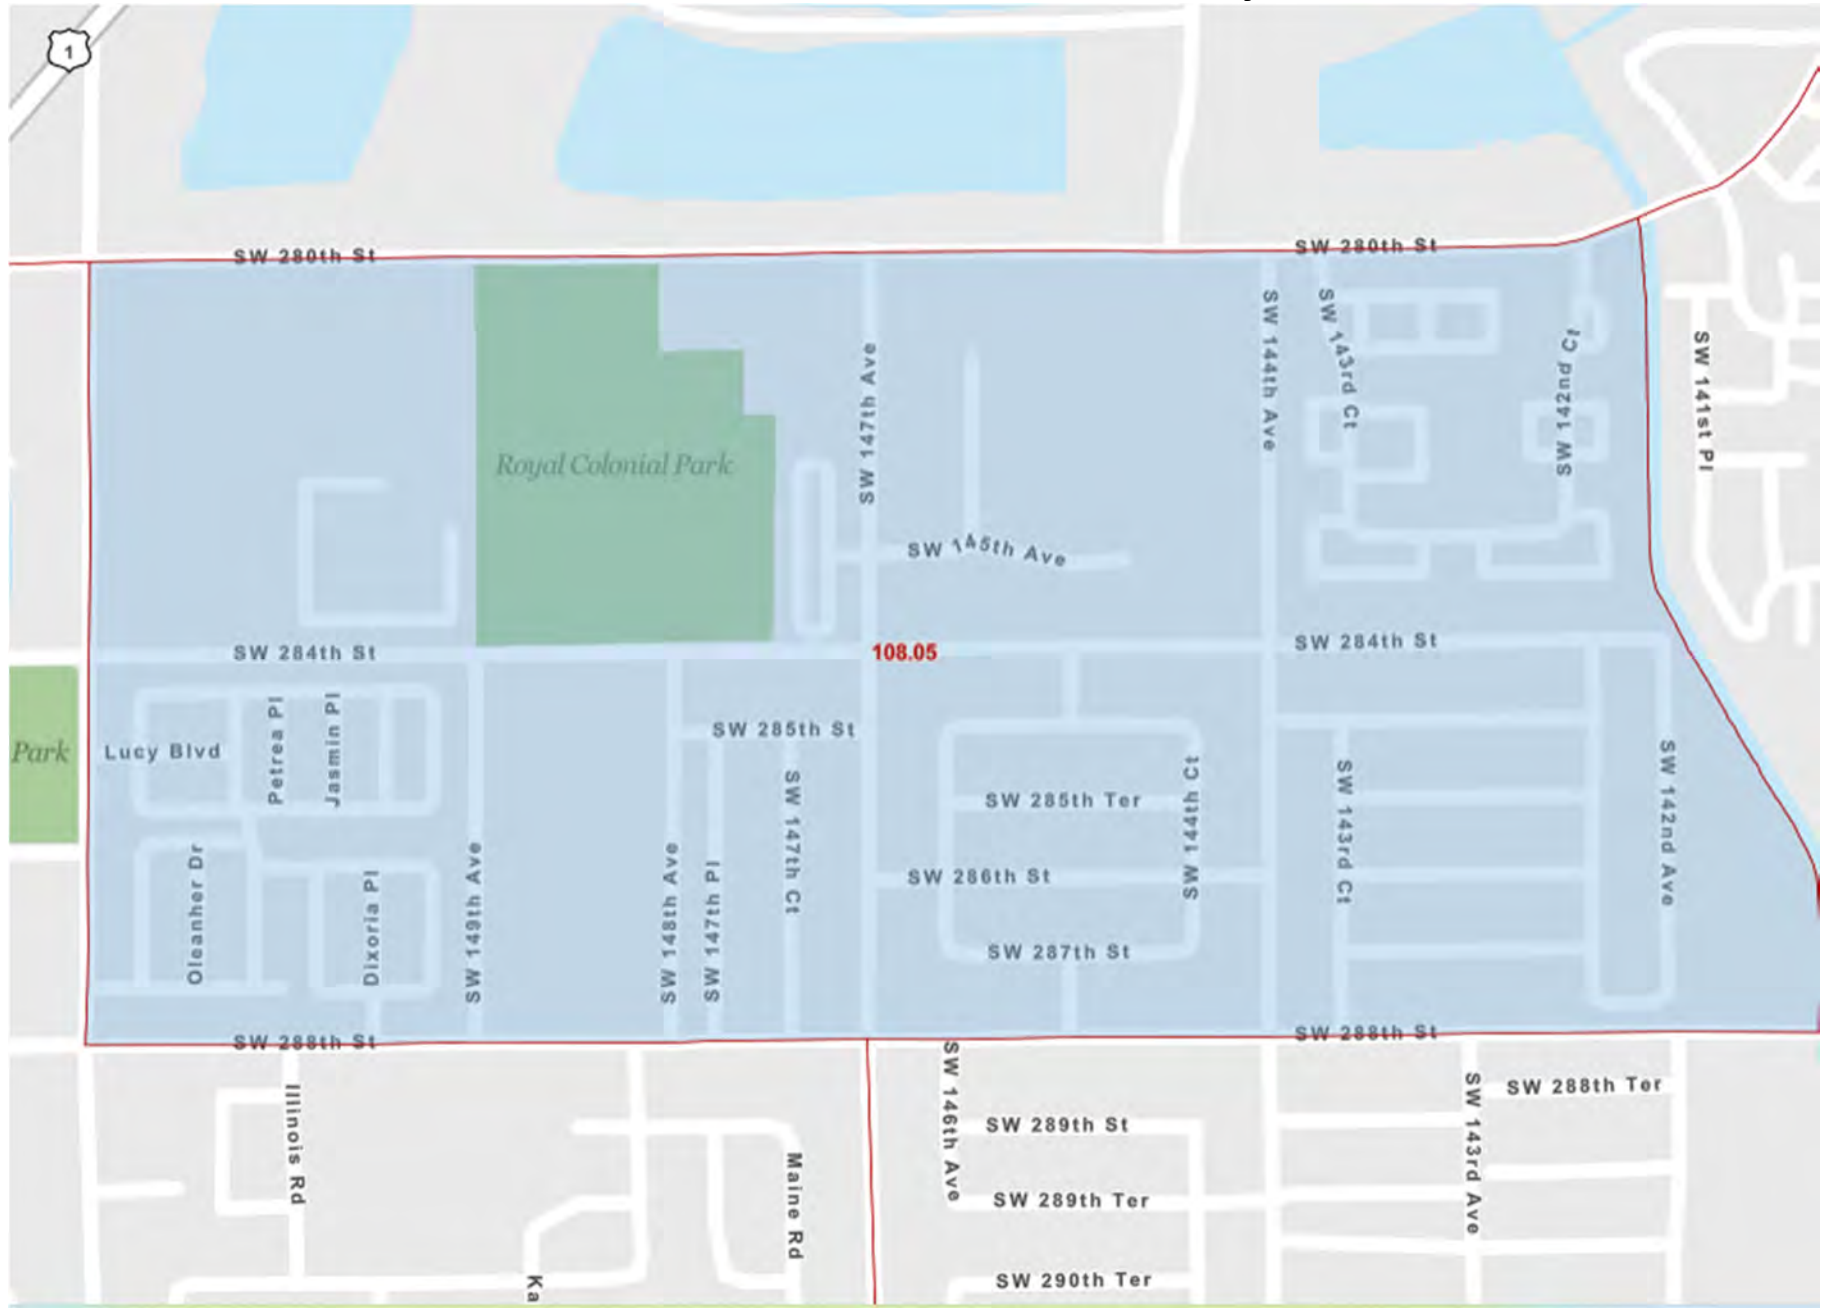 1
SW 280th St
SW 280th St
SW 144th Ave
SW 143rd Ct
SW 142nd Ct
SW 141st Pl
SW 147th Ave
Royal Colonial Park
SW 145th Ave
SW 284th St
108.05
SW 284th St
Park
Lucy Blvd
Petrea Pl
Jasmin Pl
SW 285th St
SW 147th Ct
SW 285th Ter
SW 144th Ct
SW 143rd Ct
SW 142nd Ave
Oleanher Dr
Dixoria Pl
SW 149th Ave
SW 148th Ave
SW 147th Pl
SW 286th St
SW 287th St
SW 288th St
SW 288th St
Illinois Rd
Maine Rd
Ka
SW 146th Ave
SW 289th St
SW 289th Ter
SW 290th Ter
SW 143rd Ave
SW 288th Ter